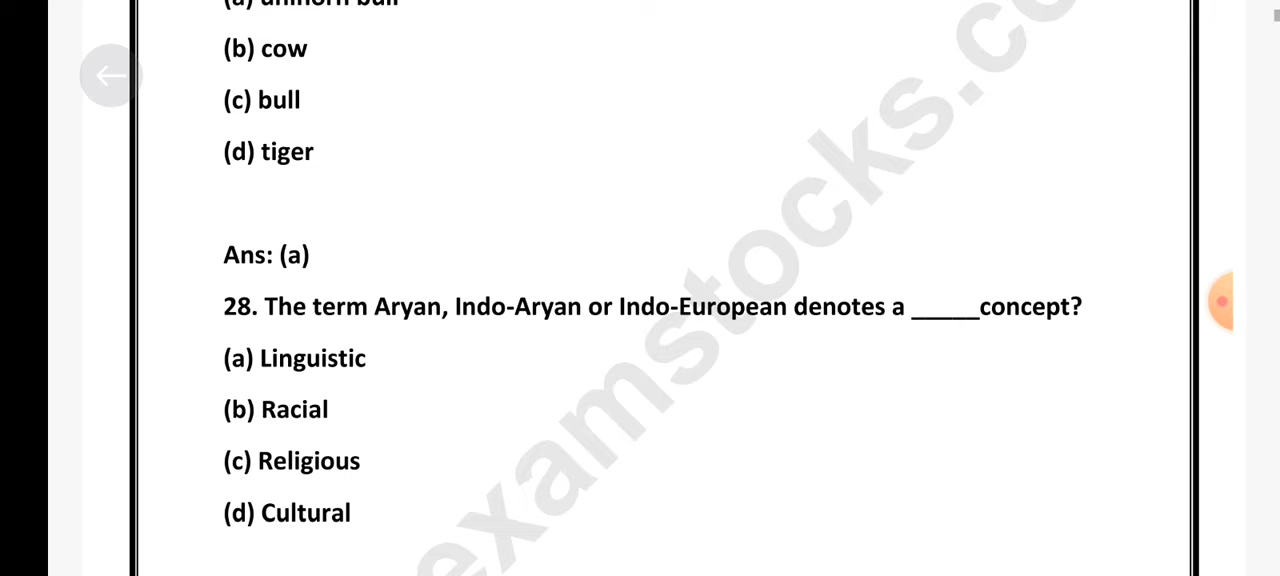 (b) cow
(c) bull
(d) tiger
Ans: (a)
28. The term Aryan, Indo-Aryan or Indo-European denotes a _____concept?
(a) Linguistic
(b) Racial
(c) Religious
(d) Cultural
examstocks.co